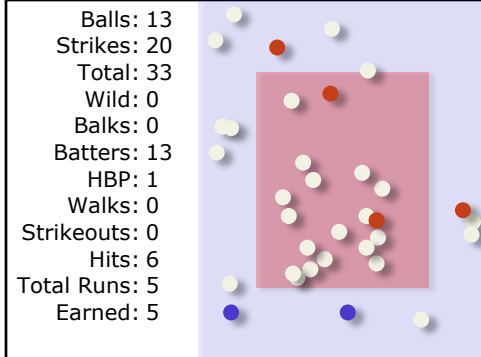 Balls: 13
Strikes: 20
Total: 33
Wild: 0
Balks: 0
Batters: 13
HBP: 1
Walks: 0
Strikeouts: 0
Hits: 6
Total Runs: 5
Earned: 5